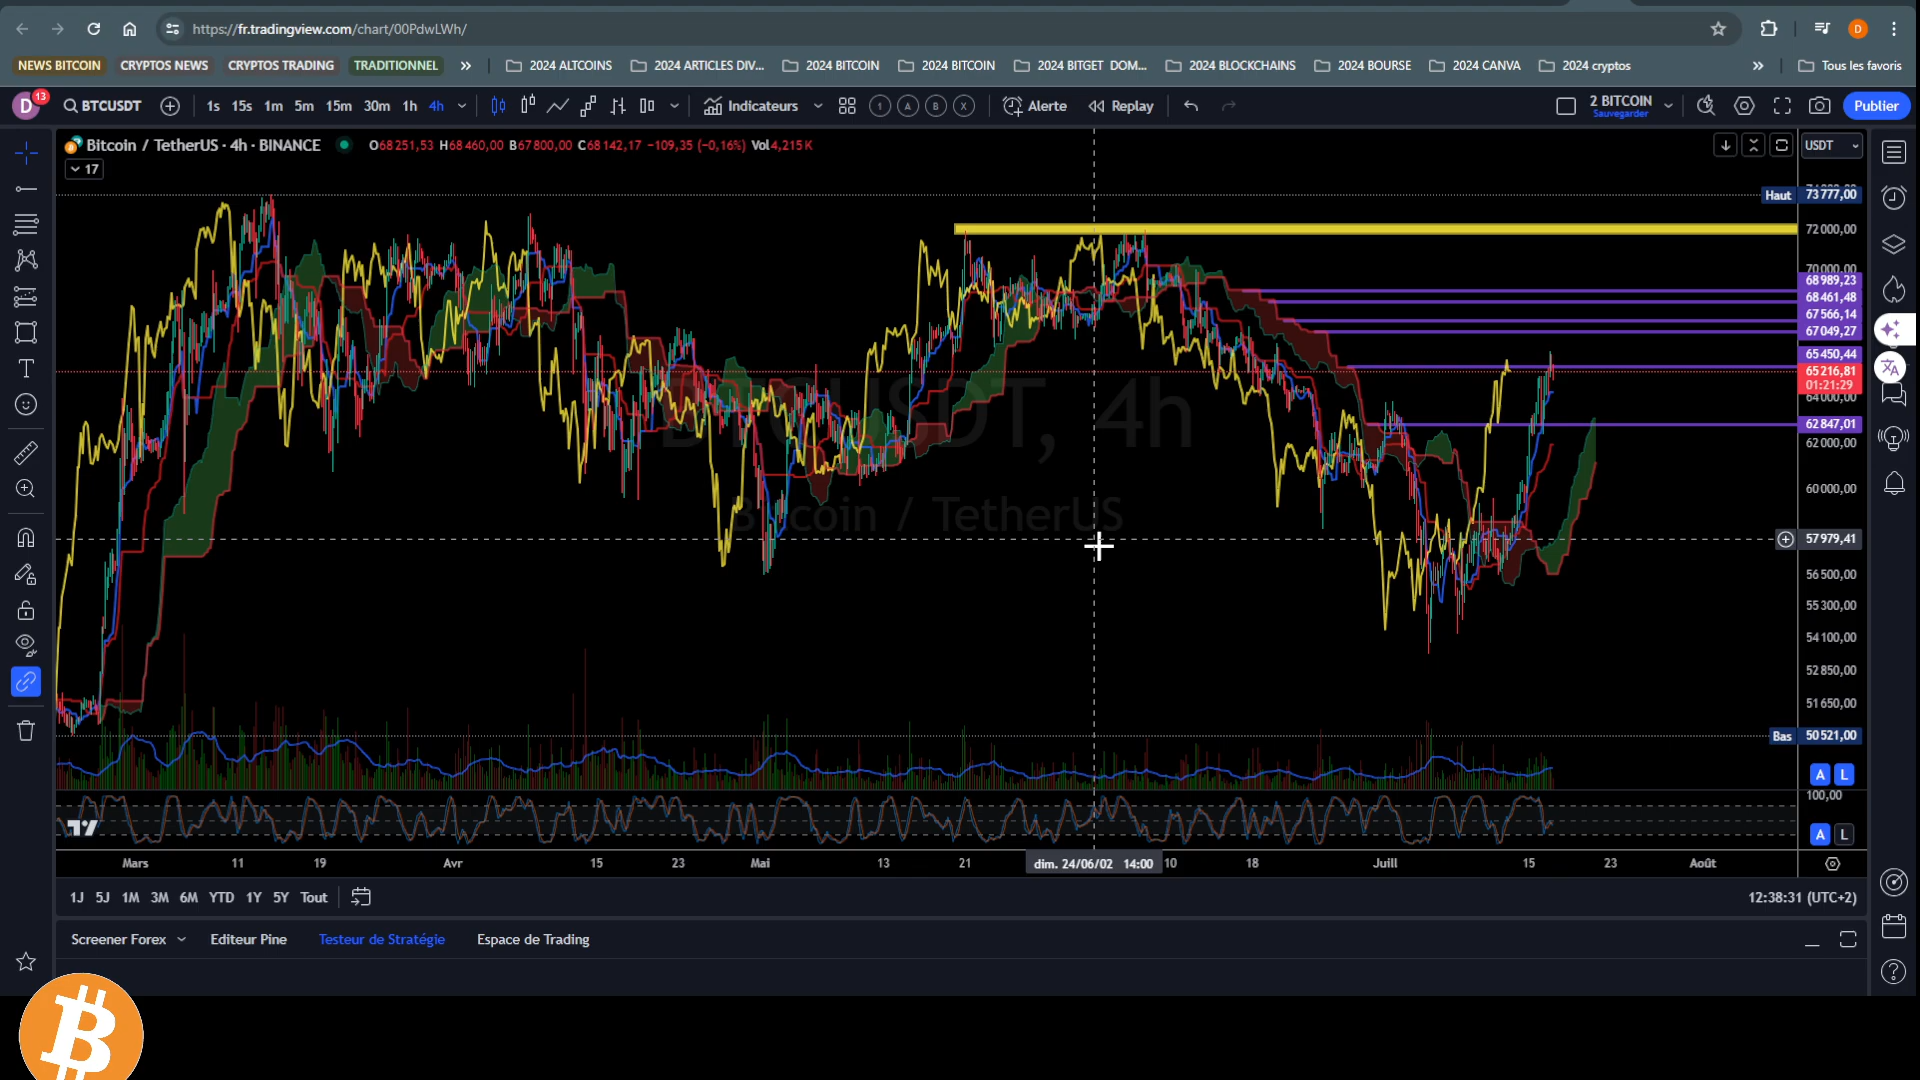 https://fr.tradingview.com/chart/00PdwLWh/
D
NEWS BITCOIN CRYPTOS NEWS CRYPTOS TRADING TRADITIONNEL 2024 ALTCOINS 2024 ARTICLES DIV... 2024 BITCOIN 2024 BITCOIN 2024 BITGET DOM... 2024 BLOCKCHAINS 2024 BOURSE 2024 CANVA 2024 cryptos Tous les favoris
D 13 BTCUSDT 1s 15s 1m 5m 15m 30m 1h 4h Indicateurs 1 A B X Alerte Replay 2 BITCOIN Sauvegarder Publier
Bitcoin / TetherUS · 4h · BINANCE O68 251,53 H68 460,00 B67 800,00 C68 142,17 −109,35 (−0,16%) Vol4,215 K
USDT
17
Haut 73 777,00
72 000,00
70 000,00
68 989,23
68 461,48
67 566,14
67 049,27
65 450,44
65 216,81
01:21:29
64 000,00
62 847,01
62 000,00
60 000,00
57 979,41
56 500,00
55 300,00
54 100,00
52 850,00
51 650,00
Bas 50 521,00
BTCUSDT, 4h
Bitcoin / TetherUS
A L
100,00
A L
Mars 11 19 Avr 15 23 Mai 13 21 dim. 24/06/02 14:00 10 18 Juill 15 23 Août
1J 5J 1M 3M 6M YTD 1Y 5Y Tout 12:38:31 (UTC+2)
Screener Forex Editeur Pine Testeur de Stratégie Espace de Trading